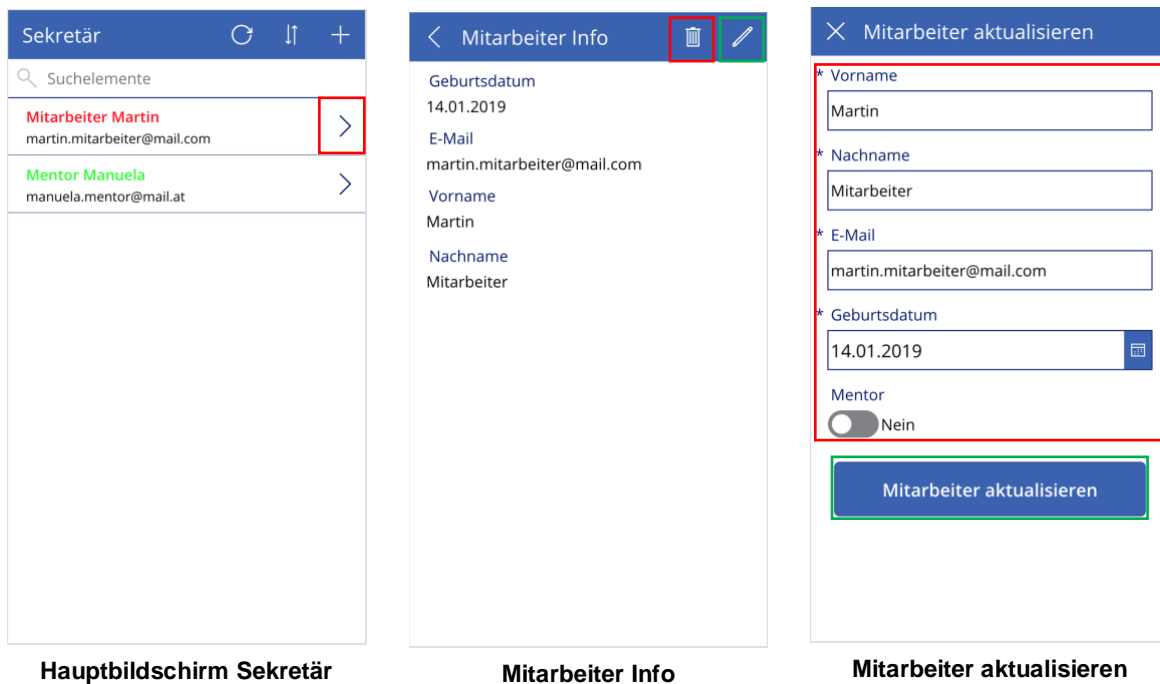 Sekretär
Suchelemente
Mitarbeiter Martin
martin.mitarbeiter@mail.com
Mentor Manuela
manuela.mentor@mail.at
Hauptbildschirm Sekretär
Mitarbeiter Info
Geburtsdatum
14.01.2019
E-Mail
martin.mitarbeiter@mail.com
Vorname
Martin
Nachname
Mitarbeiter
Mitarbeiter Info
Mitarbeiter aktualisieren
* Vorname
Martin
* Nachname
Mitarbeiter
* E-Mail
martin.mitarbeiter@mail.com
* Geburtsdatum
14.01.2019
Mentor
Nein
Mitarbeiter aktualisieren
Mitarbeiter aktualisieren